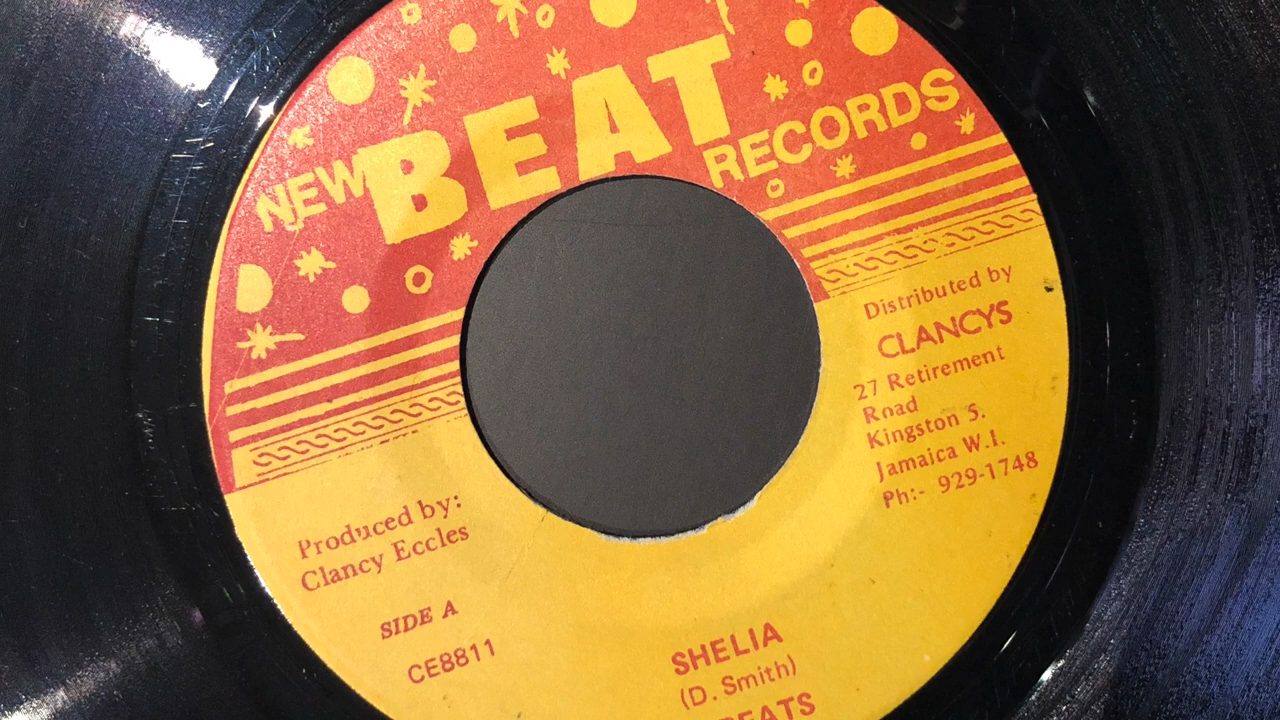 NEW BEAT RECORDS
Distributed by
CLANCYS
27 Retirement
Road
Kingston 5.
Jamaica W.I.
Ph:- 929-1748
Produced by:
Clancy Eccles
SIDE A
CE8811
SHELIA
(D. Smith)
BEATS